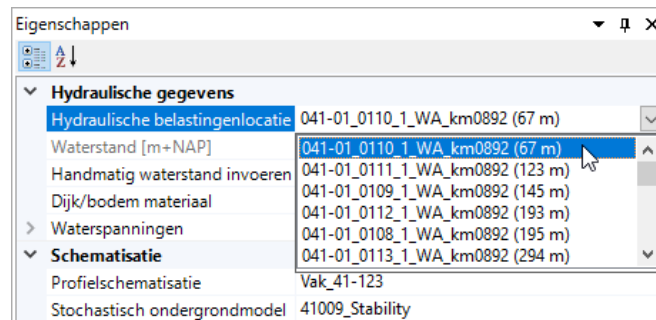 Eigenschappen
A
Z
Hydraulische gegevens
Hydraulische belastingenlocatie 041-01_0110_1_WA_km0892 (67 m)
Waterstand [m+NAP] 041-01_0110_1_WA_km0892 (67 m)
Handmatig waterstand invoeren 041-01_0111_1_WA_km0892 (123 m)
041-01_0109_1_WA_km0892 (145 m)
Dijk/bodem materiaal 041-01_0112_1_WA_km0892 (193 m)
Waterspanningen 041-01_0108_1_WA_km0892 (195 m)
Schematisatie 041-01_0113_1_WA_km0892 (294 m)
Profielschematisatie Vak_41-123
Stochastisch ondergrondmodel 41009_Stability